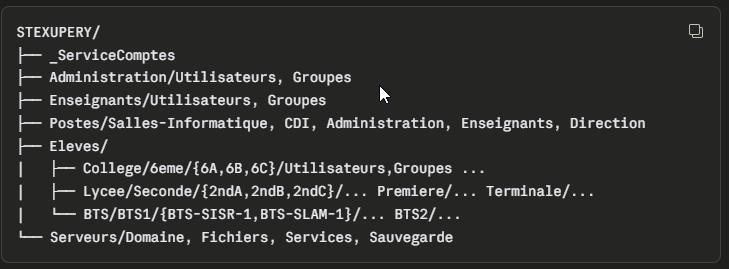 STEXUPERY/
├── _ServiceComptes
├── Administration/Utilisateurs, Groupes
├── Enseignants/Utilisateurs, Groupes
├── Postes/Salles-Informatique, CDI, Administration, Enseignants, Direction
├── Eleves/
│   ├── College/6eme/{6A,6B,6C}/Utilisateurs,Groupes ...
│   ├── Lycee/Seconde/{2ndA,2ndB,2ndC}/... Premiere/... Terminale/...
│   └── BTS/BTS1/{BTS-SISR-1,BTS-SLAM-1}/... BTS2/...
└── Serveurs/Domaine, Fichiers, Services, Sauvegarde